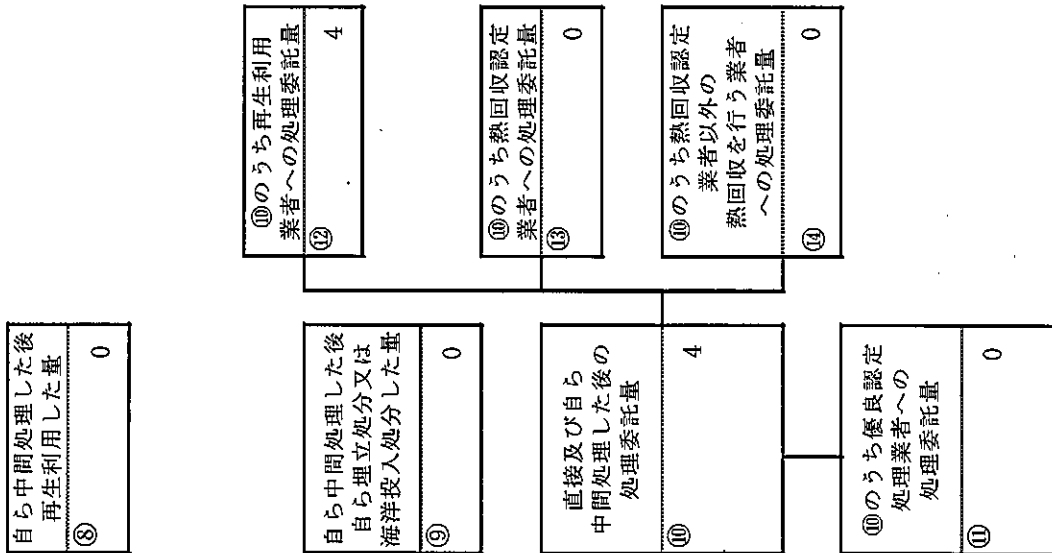 自ら中間処理した後
再生利用した量
⑧ 0
自ら中間処理した後
自ら埋立処分又は
海洋投入処分した量
⑨ 0
直接及び自ら
中間処理した後の
処理委託量
⑩ 4
⑩のうち優良認定
処理業者への
処理委託量
⑪ 0
⑩のうち再生利用
業者への処理委託量
⑫ 4
⑩のうち熱回収認定
業者への処理委託量
⑬ 0
⑩のうち熱回収認定
業者以外の
熱回収を行う業者
への処理委託量
⑭ 0